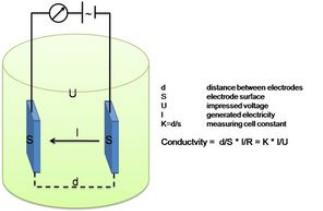 U
S
I
S
d
d distance between electrodes
S electrode surface
U impressed voltage
I generated electricity
K=d/s measuring cell constant
Conductvity = d/S * I/R = K * I/U